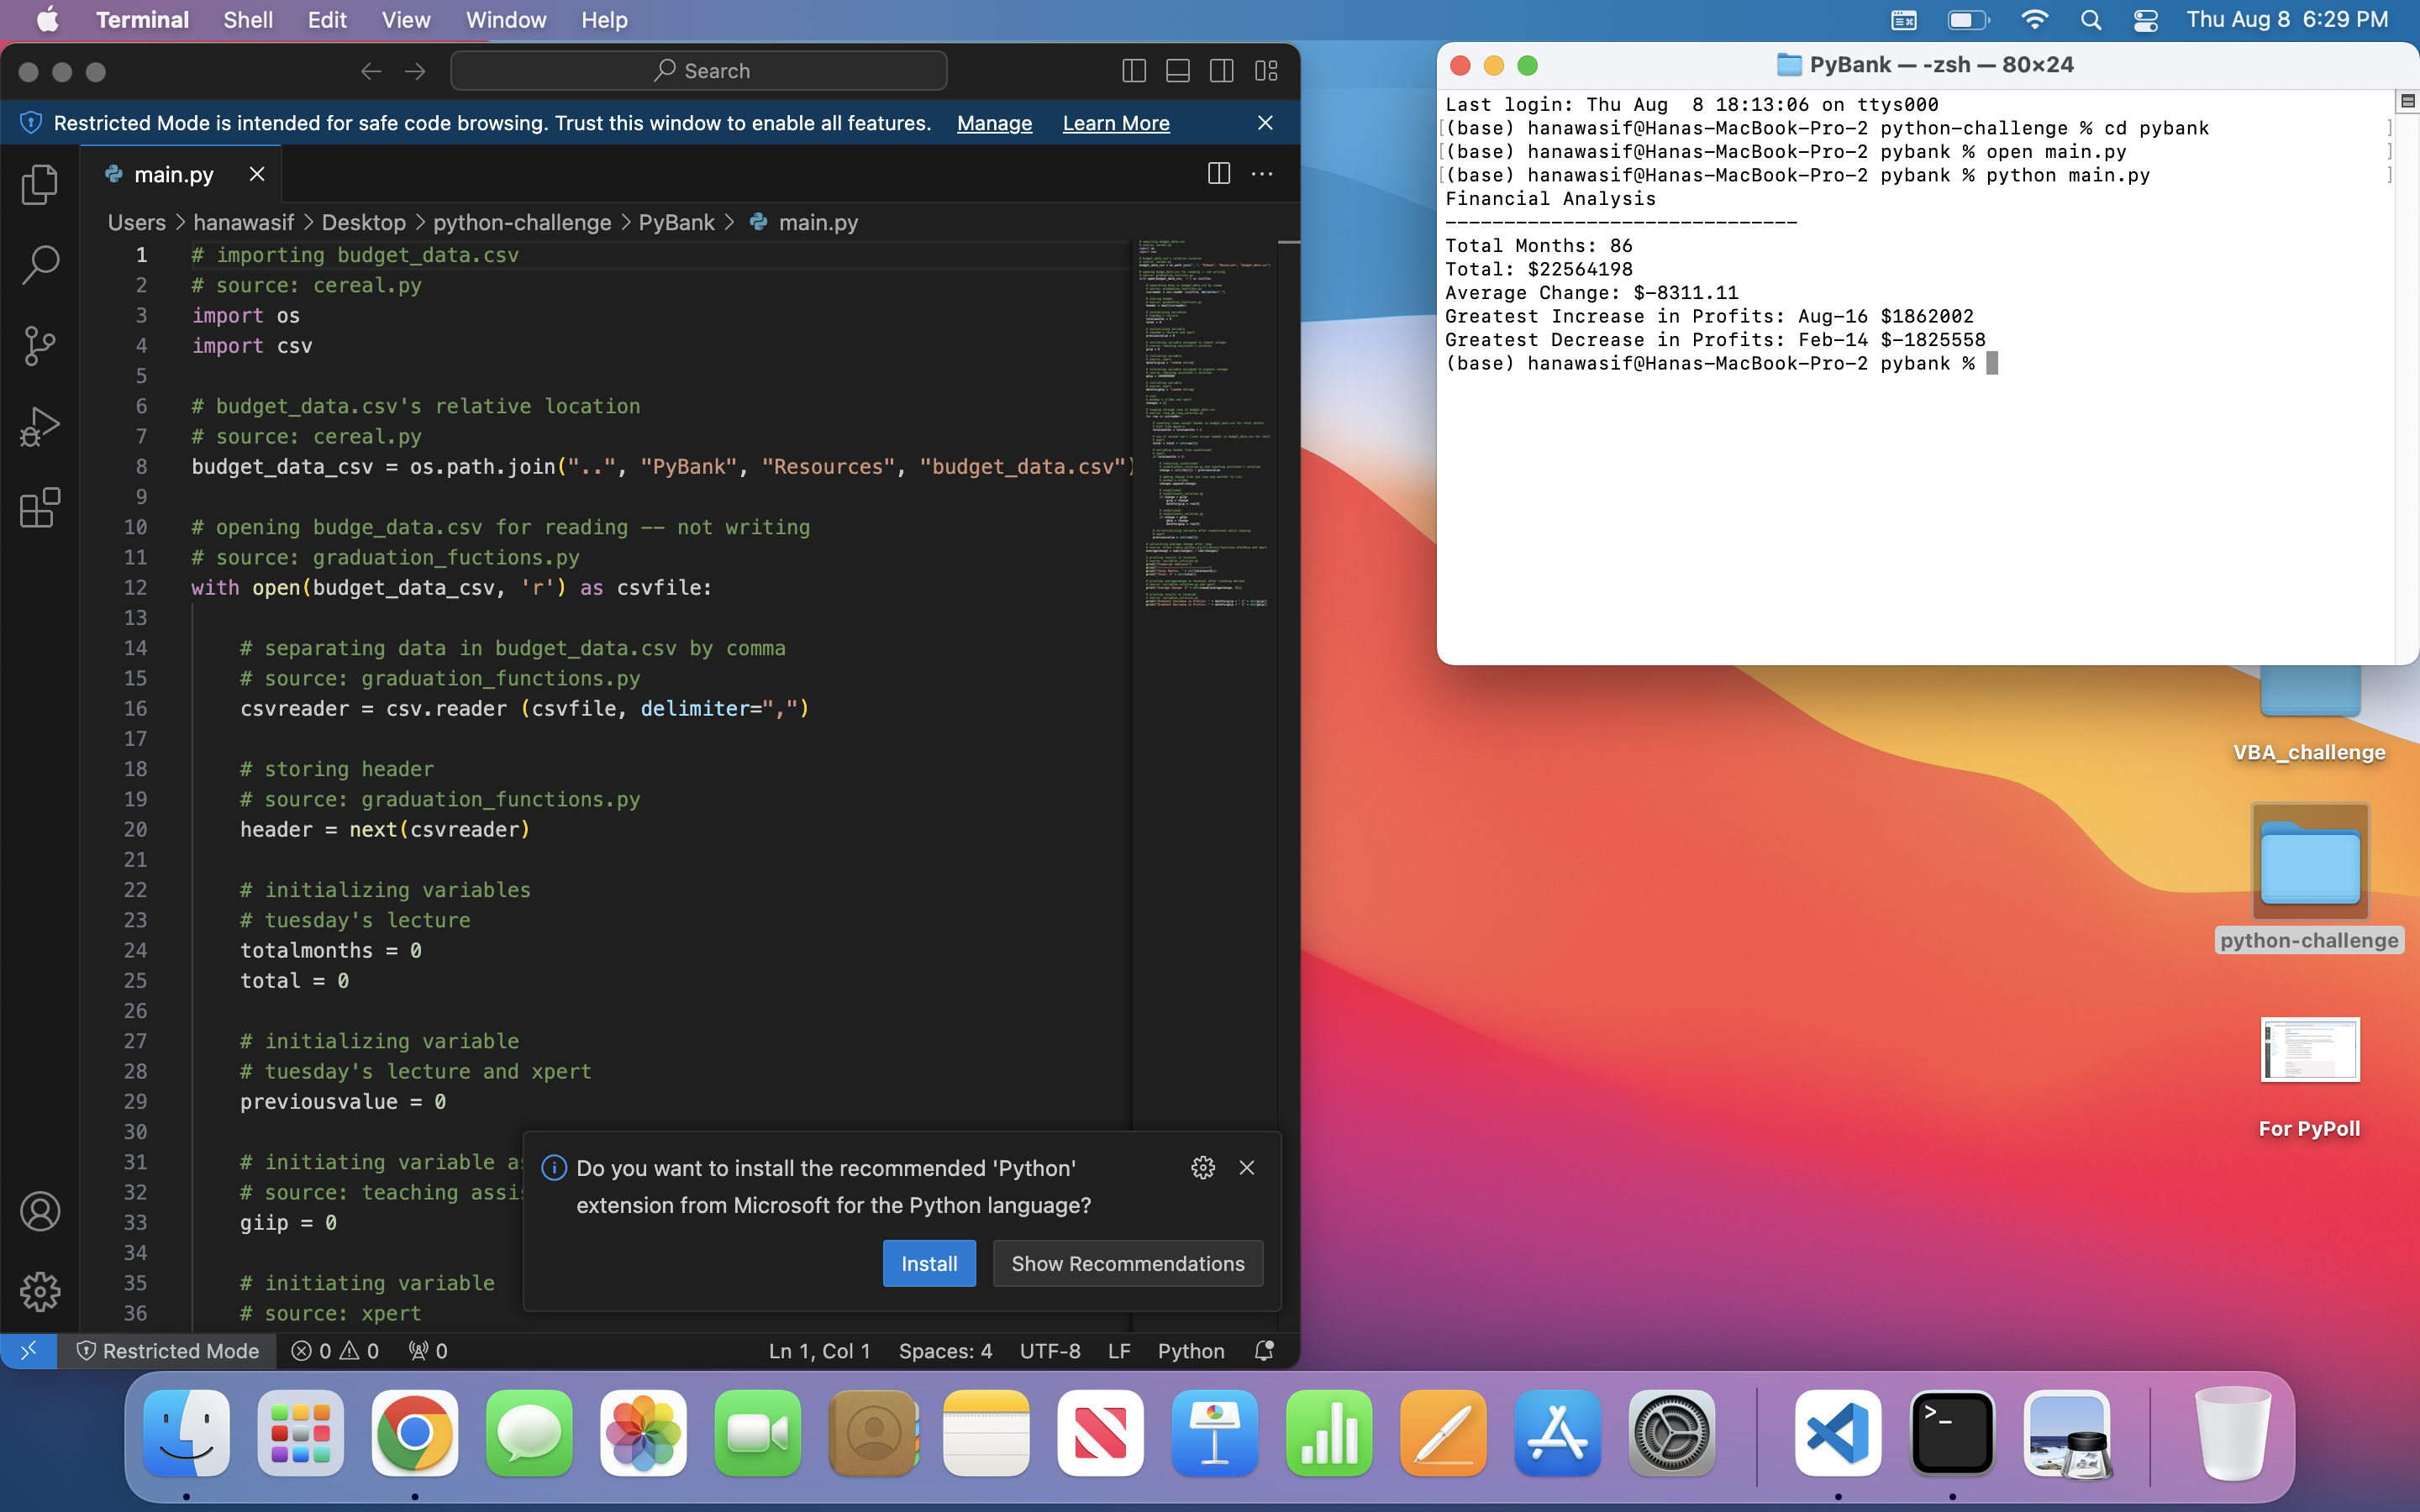 Terminal Shell Edit View Window Help
Thu Aug 8 6:29 PM
Search
Restricted Mode is intended for safe code browsing. Trust this window to enable all features. Manage Learn More
main.py
Users > hanawasif > Desktop > python-challenge > PyBank > main.py
1 # importing budget_data.csv
2 # source: cereal.py
3 import os
4 import csv
5
6 # budget_data.csv's relative location
7 # source: cereal.py
8 budget_data_csv = os.path.join("..", "PyBank", "Resources", "budget_data.csv")
9
10 # opening budge_data.csv for reading -- not writing
11 # source: graduation_fuctions.py
12 with open(budget_data_csv, 'r') as csvfile:
13
14 # separating data in budget_data.csv by comma
15 # source: graduation_functions.py
16 csvreader = csv.reader (csvfile, delimiter=",")
17
18 # storing header
19 # source: graduation_functions.py
20 header = next(csvreader)
21
22 # initializing variables
23 # tuesday's lecture
24 totalmonths = 0
25 total = 0
26
27 # initializing variable
28 # tuesday's lecture and xpert
29 previousvalue = 0
30
31 # initiating variable as
32 # source: teaching assis
33 giip = 0
34
35 # initiating variable
36 # source: xpert
Do you want to install the recommended 'Python'
extension from Microsoft for the Python language?
Install Show Recommendations
Restricted Mode 0 0 0 Ln 1, Col 1 Spaces: 4 UTF-8 LF Python
PyBank — -zsh — 80×24
Last login: Thu Aug  8 18:13:06 on ttys000
[(base) hanawasif@Hanas-MacBook-Pro-2 python-challenge % cd pybank ]
[(base) hanawasif@Hanas-MacBook-Pro-2 pybank % open main.py ]
[(base) hanawasif@Hanas-MacBook-Pro-2 pybank % python main.py ]
Financial Analysis
------------------------------
Total Months: 86
Total: $22564198
Average Change: $-8311.11
Greatest Increase in Profits: Aug-16 $1862002
Greatest Decrease in Profits: Feb-14 $-1825558
(base) hanawasif@Hanas-MacBook-Pro-2 pybank %
VBA_challenge
python-challenge
For PyPoll